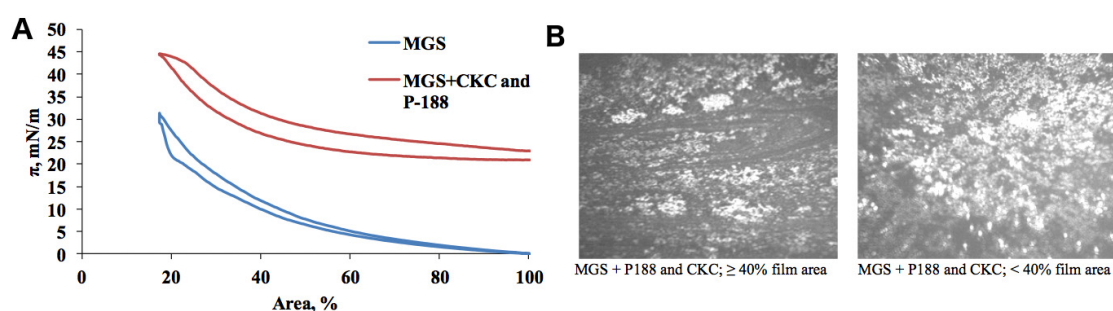 A
MGS
MGS+CKC and
P-188
50
45
40
35
30
25
20
15
10
5
0
π, mN/m
0
20
40
60
80
100
Area, %
B
MGS + P188 and CKC; ≥ 40% film area
MGS + P188 and CKC; < 40% film area